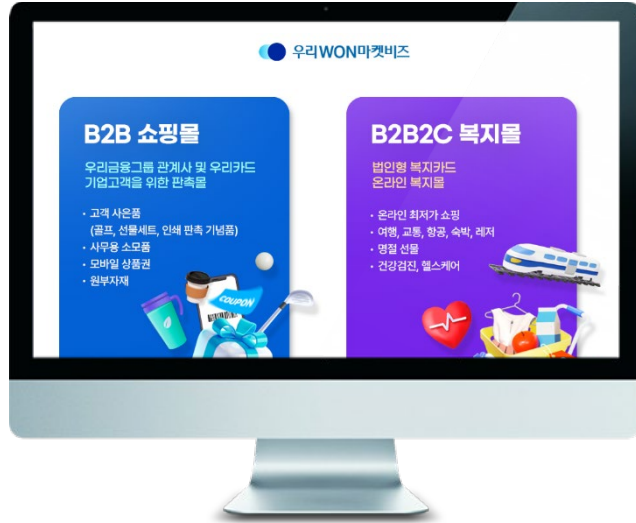 우리WON마켓비즈
B2B 쇼핑몰
우리금융그룹 관계사 및 우리카드
기업고객을 위한 판촉몰
· 고객 사은품
(골프, 선물세트, 인쇄 판촉 기념품)
· 사무용 소모품
· 모바일 상품권
· 원부자재
COUPON
B2B2C 복지몰
법인형 복지카드
온라인 복지몰
· 온라인 최저가 쇼핑
· 여행, 교통, 항공, 숙박, 레저
· 명절 선물
· 건강검진, 헬스케어